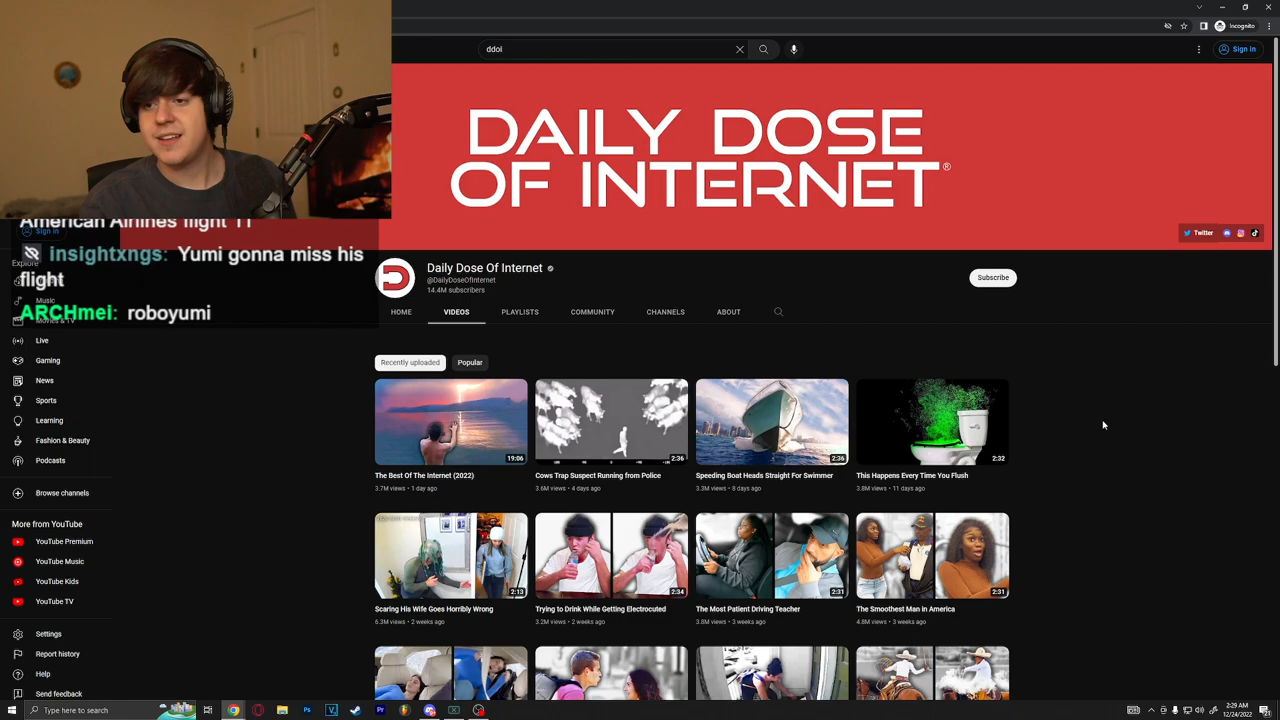 Incognito
ddoi
Sign in
DAILY DOSE
OF INTERNET®
Twitter
American Airlines flight 11
Sign in
insightxngs: Yumi gonna miss his
flight
ARCHmei: roboyumi
Explore
Music
Movies & TV
Live
Gaming
News
Sports
Learning
Fashion & Beauty
Podcasts
Browse channels
More from YouTube
YouTube Premium
YouTube Music
YouTube Kids
YouTube TV
Settings
Report history
Help
Send feedback
Daily Dose Of Internet
@DailyDoseOfInternet
14.4M subscribers
Subscribe
HOME VIDEOS PLAYLISTS COMMUNITY CHANNELS ABOUT
Recently uploaded Popular
19:06 2:36 2:36 2:32
The Best Of The Internet (2022) Cows Trap Suspect Running from Police Speeding Boat Heads Straight For Swimmer This Happens Every Time You Flush
3.7M views • 1 day ago 3.6M views • 4 days ago 3.3M views • 8 days ago 3.8M views • 11 days ago
2:13 2:34 2:31 2:31
Scaring His Wife Goes Horribly Wrong Trying to Drink While Getting Electrocuted The Most Patient Driving Teacher The Smoothest Man in America
6.3M views • 2 weeks ago 3.2M views • 2 weeks ago 3.8M views • 3 weeks ago 4.8M views • 3 weeks ago
Type here to search
2:29 AM
12/24/2022